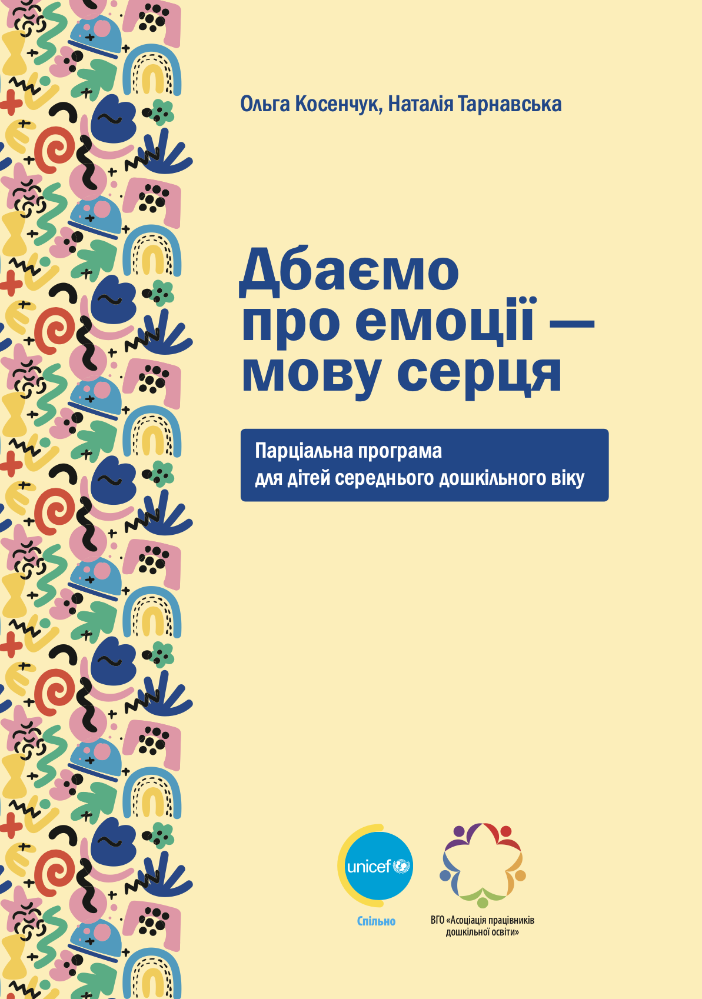 Ольга Косенчук, Наталія Тарнавська
Дбаємо
про емоції —
мову серця
Парціальна програма
для дітей середнього дошкільного віку
unicef
Спільно
ВГО «Асоціація працівників
дошкільної освіти»